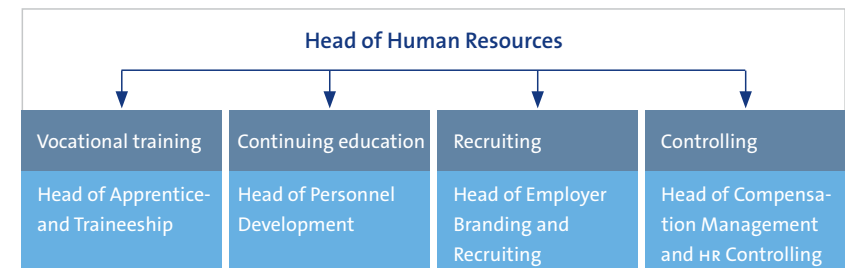 Head of Human Resources
Vocational training
Continuing education
Recruiting
Controlling
Head of Apprentice-
and Traineeship
Head of Personnel
Development
Head of Employer
Branding and
Recruiting
Head of Compensa-
tion Management
and HR Controlling